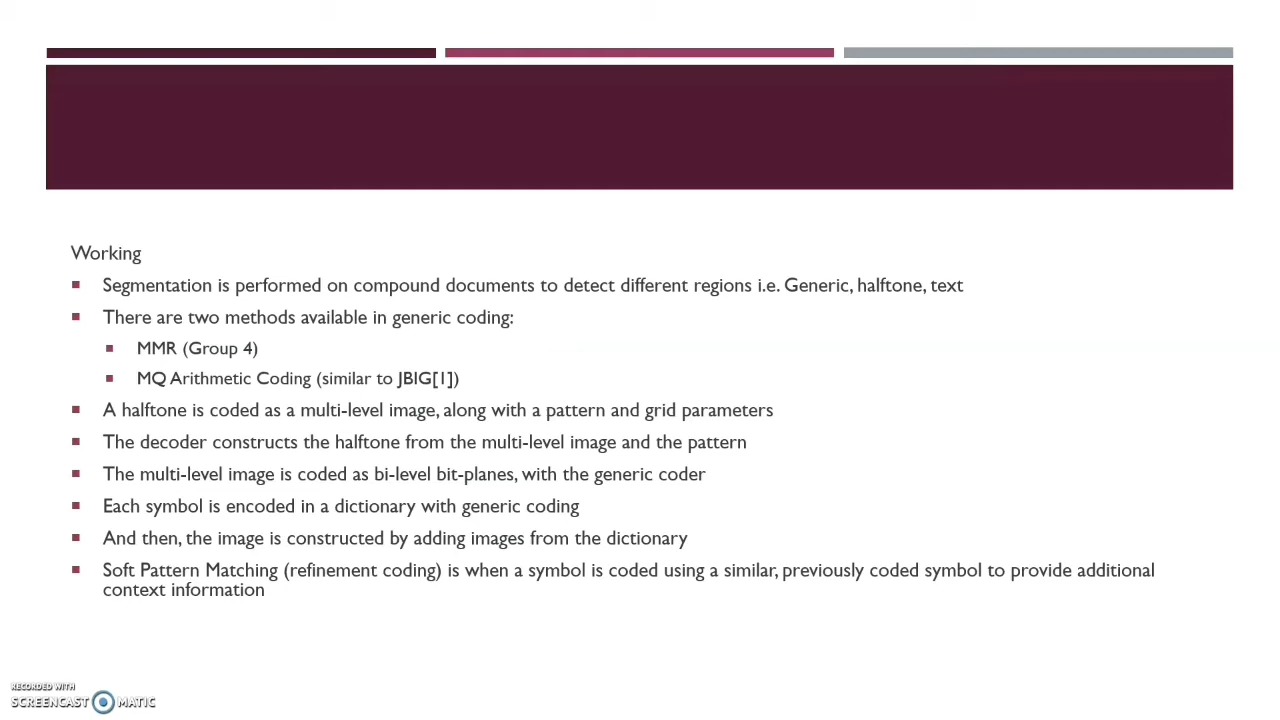 Working
Segmentation is performed on compound documents to detect different regions i.e. Generic, halftone, text
There are two methods available in generic coding:
MMR (Group 4)
MQ Arithmetic Coding (similar to JBIG[1])
A halftone is coded as a multi-level image, along with a pattern and grid parameters
The decoder constructs the halftone from the multi-level image and the pattern
The multi-level image is coded as bi-level bit-planes, with the generic coder
Each symbol is encoded in a dictionary with generic coding
And then, the image is constructed by adding images from the dictionary
Soft Pattern Matching (refinement coding) is when a symbol is coded using a similar, previously coded symbol to provide additional
context information
RECORDED WITH
SCREENCAST MATIC